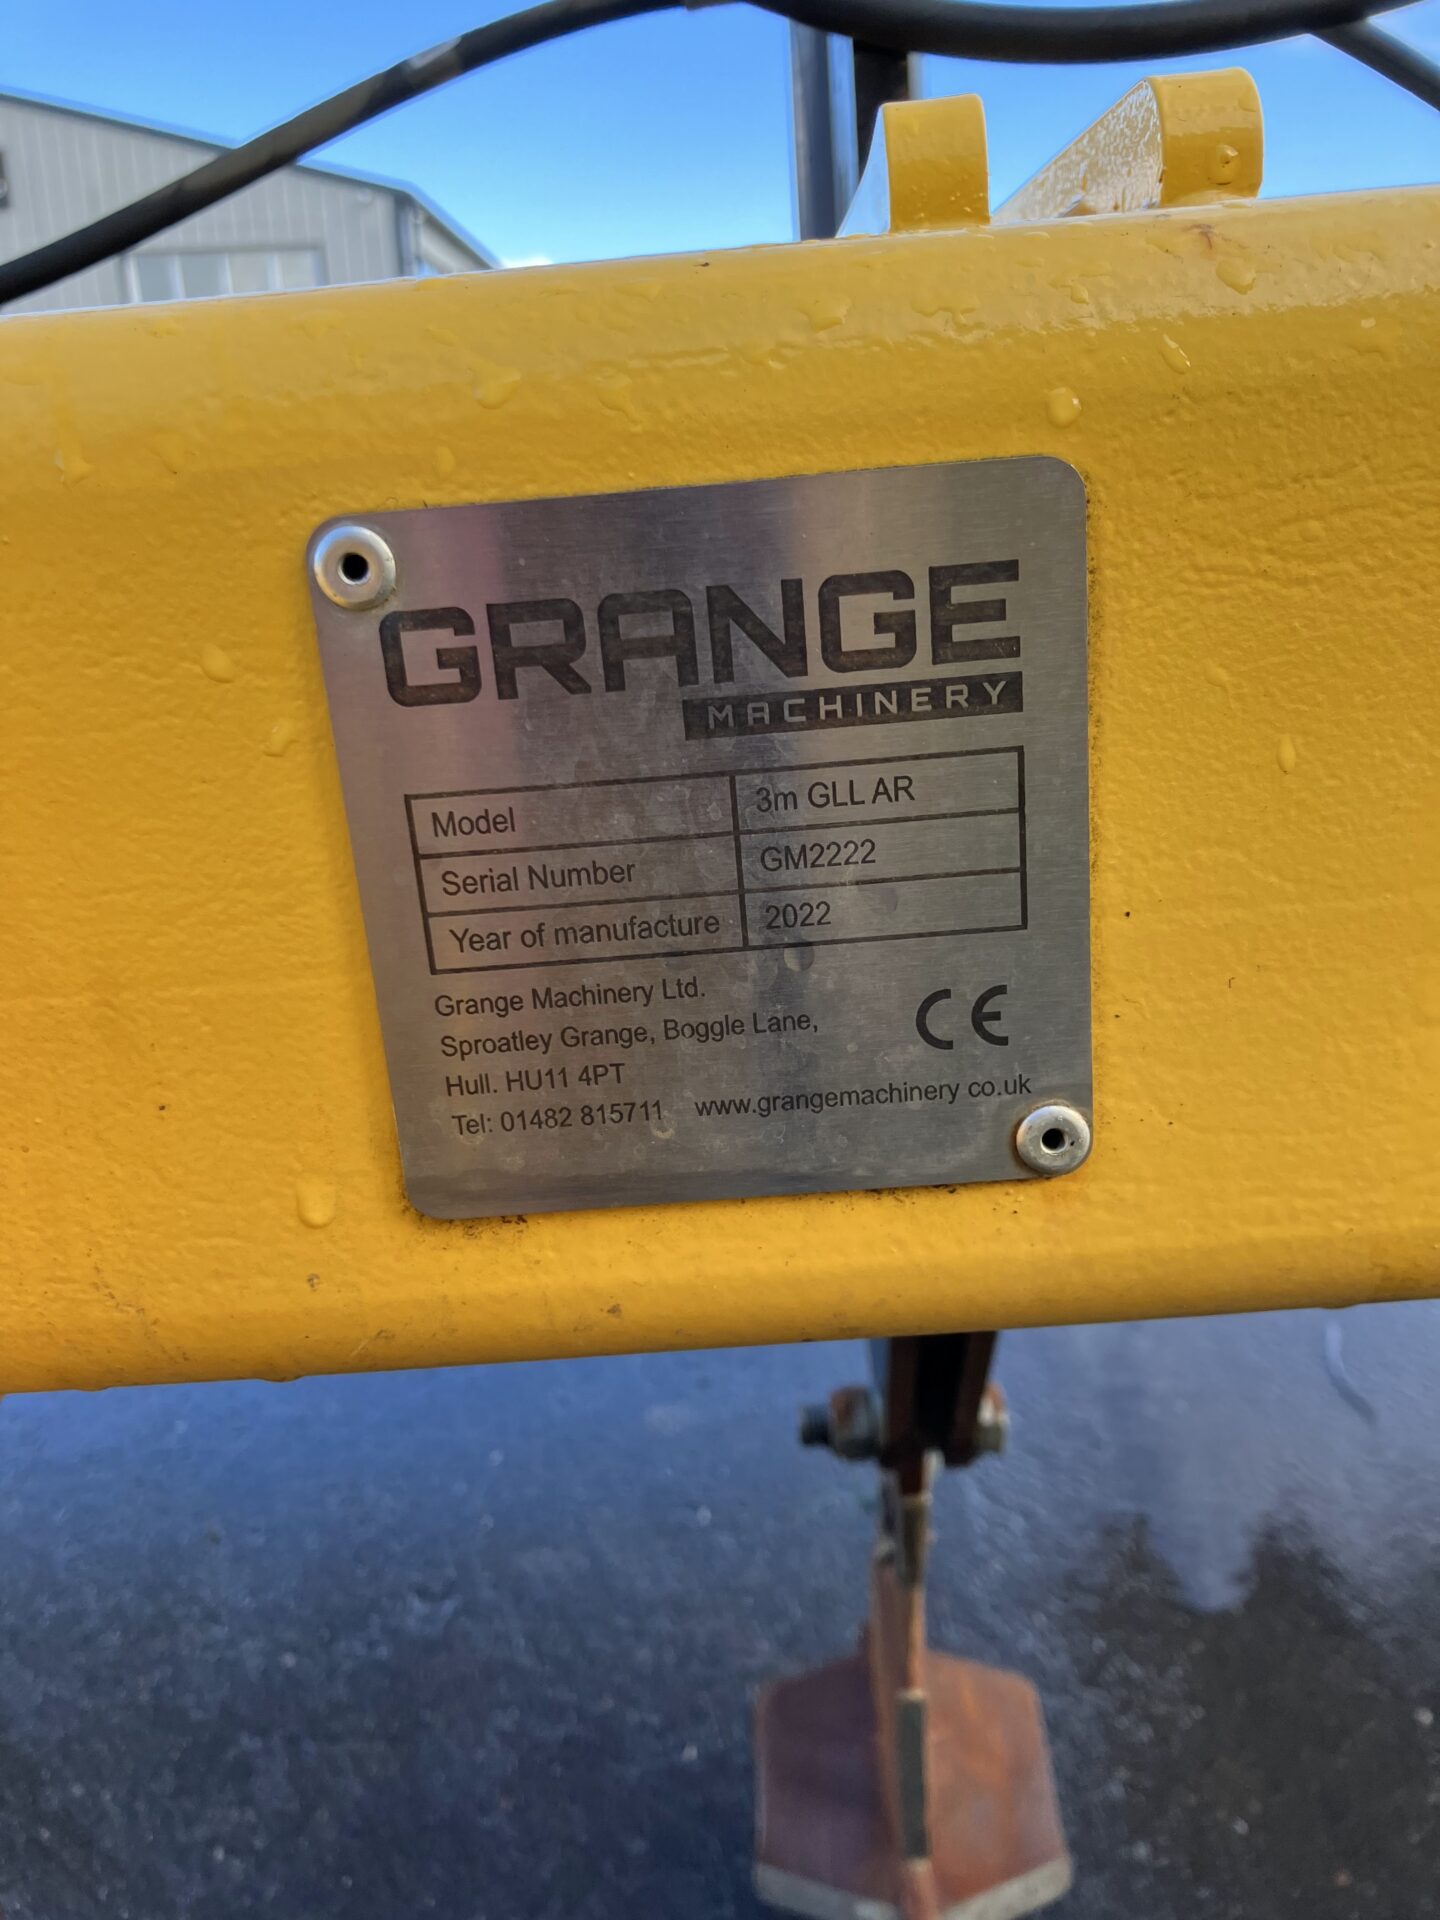 GRANGE
MACHINERY
Model 3m GLL AR
Serial Number GM2222
Year of manufacture 2022
Grange Machinery Ltd.
Sproatley Grange, Boggle Lane,
Hull. HU11 4PT
Tel: 01482 815711 www.grangemachinery co.uk
CE